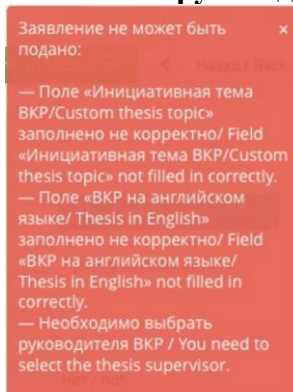 Заявление не может быть ×
подано:
— Поле «Инициативная тема
ВКР/Custom thesis topic»
заполнено не корректно/ Field
«Инициативная тема ВКР/Custom
thesis topic» not filled in correctly.
— Поле «ВКР на английском
языке/ Thesis in English»
заполнено не корректно/ Field
«ВКР на английском языке/
Thesis in English» not filled in
correctly.
— Необходимо выбрать
руководителя ВКР / You need to
select the thesis supervisor.